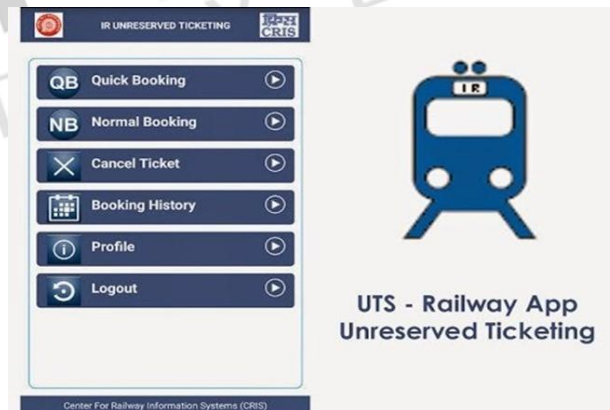 IR UNRESERVED TICKETING
क्रिस
CRIS
QB Quick Booking
NB Normal Booking
Cancel Ticket
Booking History
Profile
Logout
Center For Railway Information Systems (CRIS)
IR
UTS - Railway App
Unreserved Ticketing